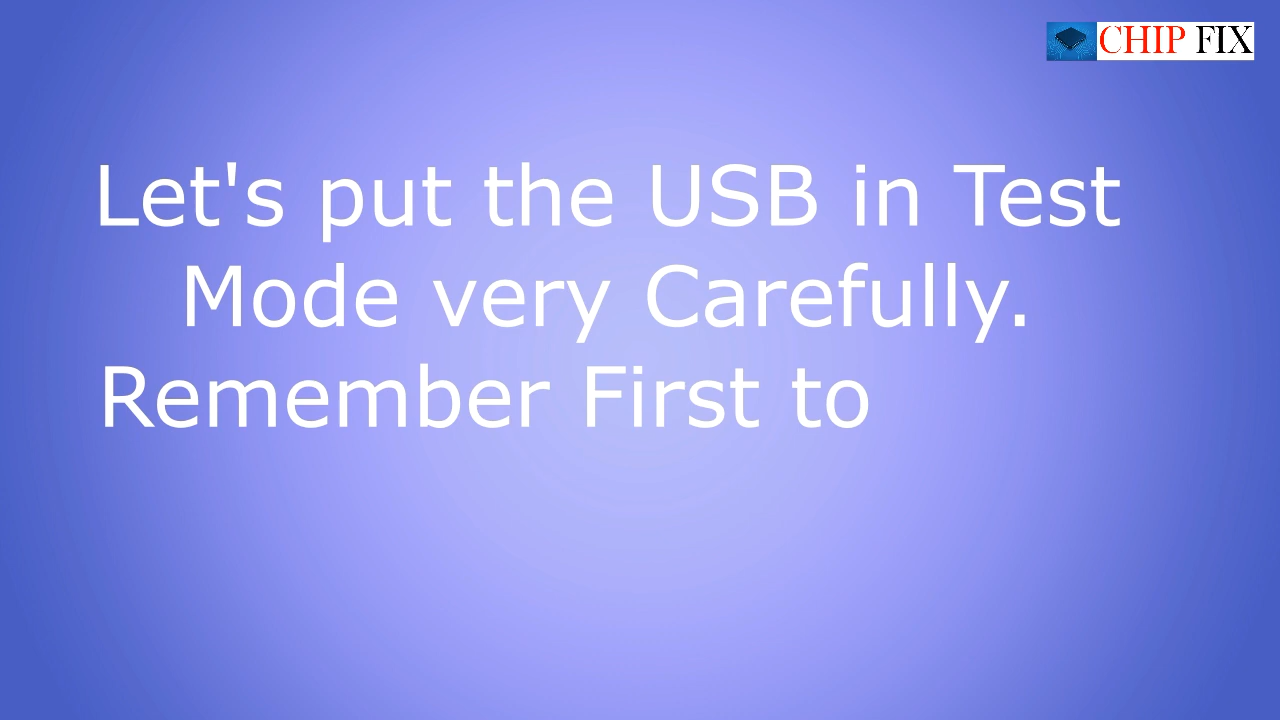 CHIP FIX
Let's put the USB in Test
Mode very Carefully.
Remember First to